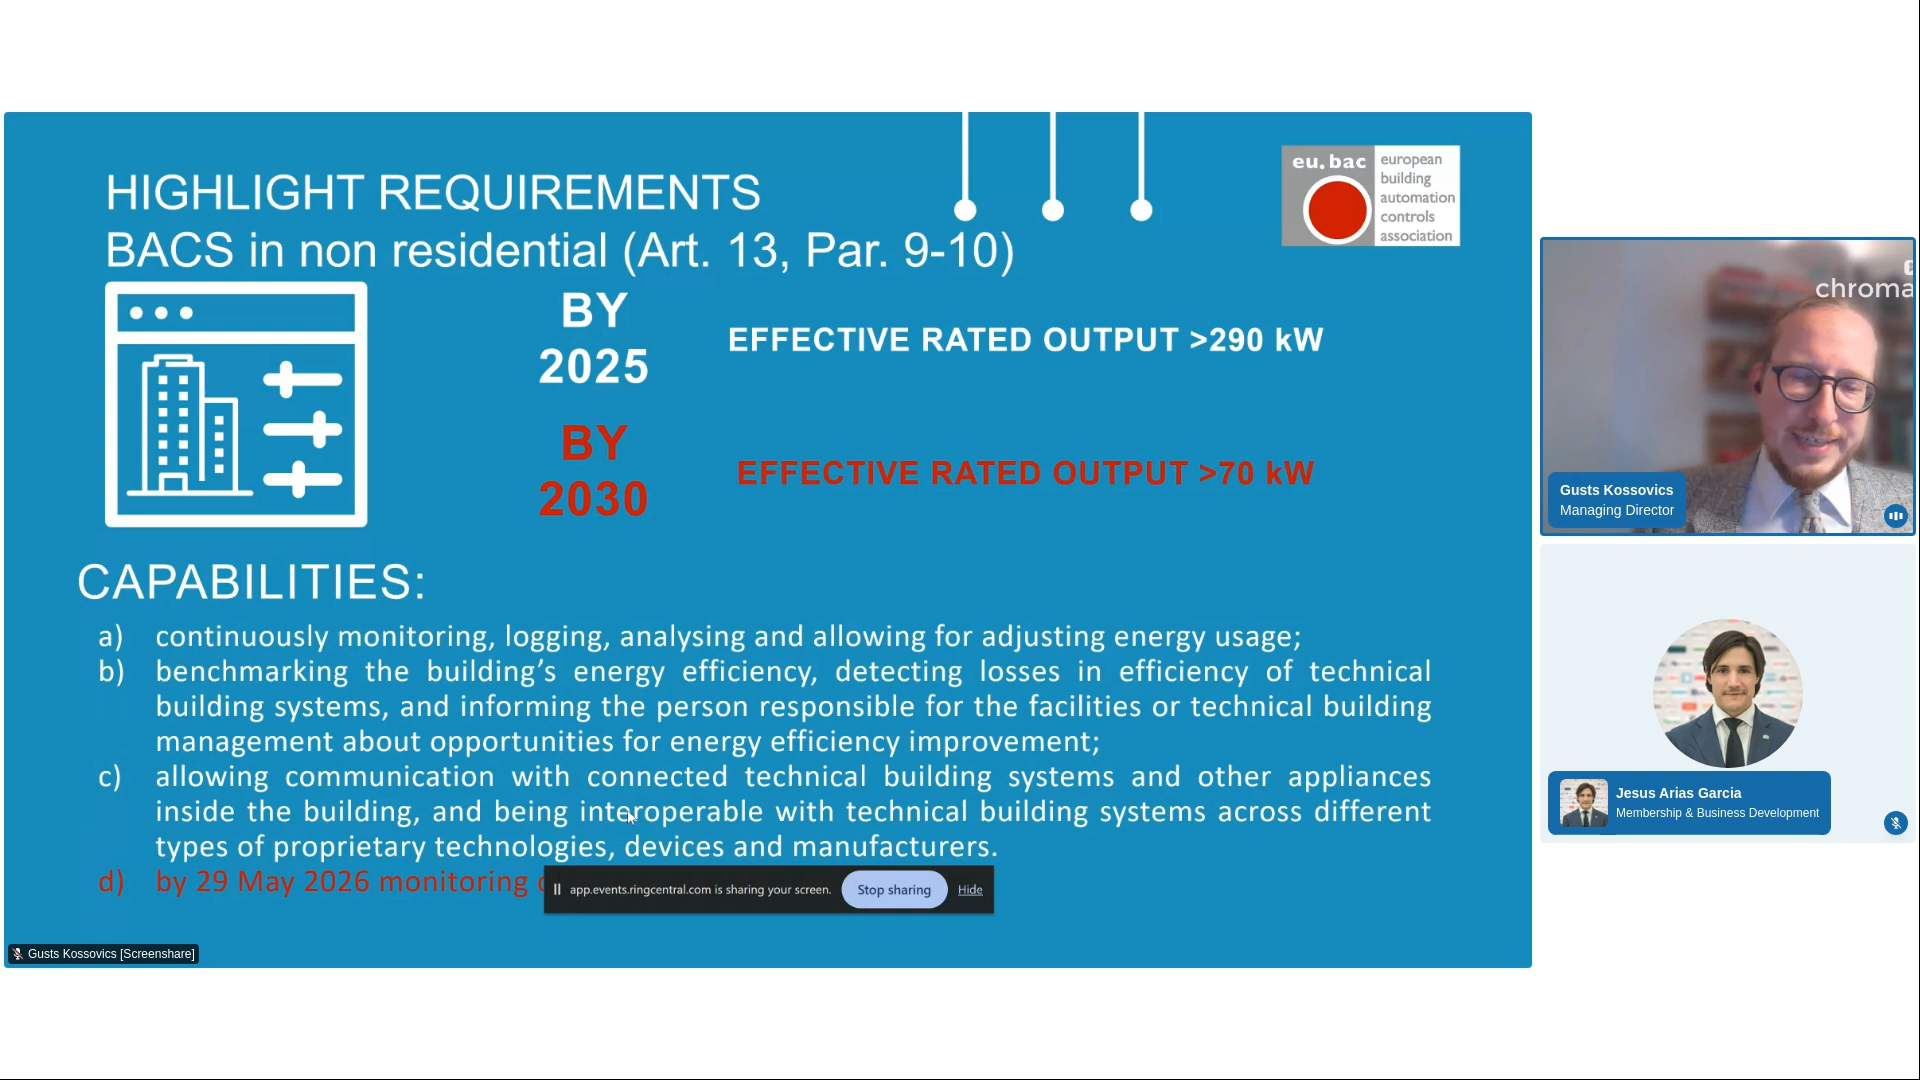 HIGHLIGHT REQUIREMENTS
BACS in non residential (Art. 13, Par. 9-10)
eu.bac
european
building
automation
controls
association
BY
2025
EFFECTIVE RATED OUTPUT >290 kW
BY
2030
EFFECTIVE RATED OUTPUT >70 kW
CAPABILITIES:
a) continuously monitoring, logging, analysing and allowing for adjusting energy usage;
b) benchmarking the building’s energy efficiency, detecting losses in efficiency of technical
building systems, and informing the person responsible for the facilities or technical building
management about opportunities for energy efficiency improvement;
c) allowing communication with connected technical building systems and other appliances
inside the building, and being interoperable with technical building systems across different
types of proprietary technologies, devices and manufacturers.
d) by 29 May 2026 monitoring
app.events.ringcentral.com is sharing your screen.
Stop sharing
Hide
Gusts Kossovics [Screenshare]
chroma
Gusts Kossovics
Managing Director
Jesus Arias Garcia
Membership & Business Development